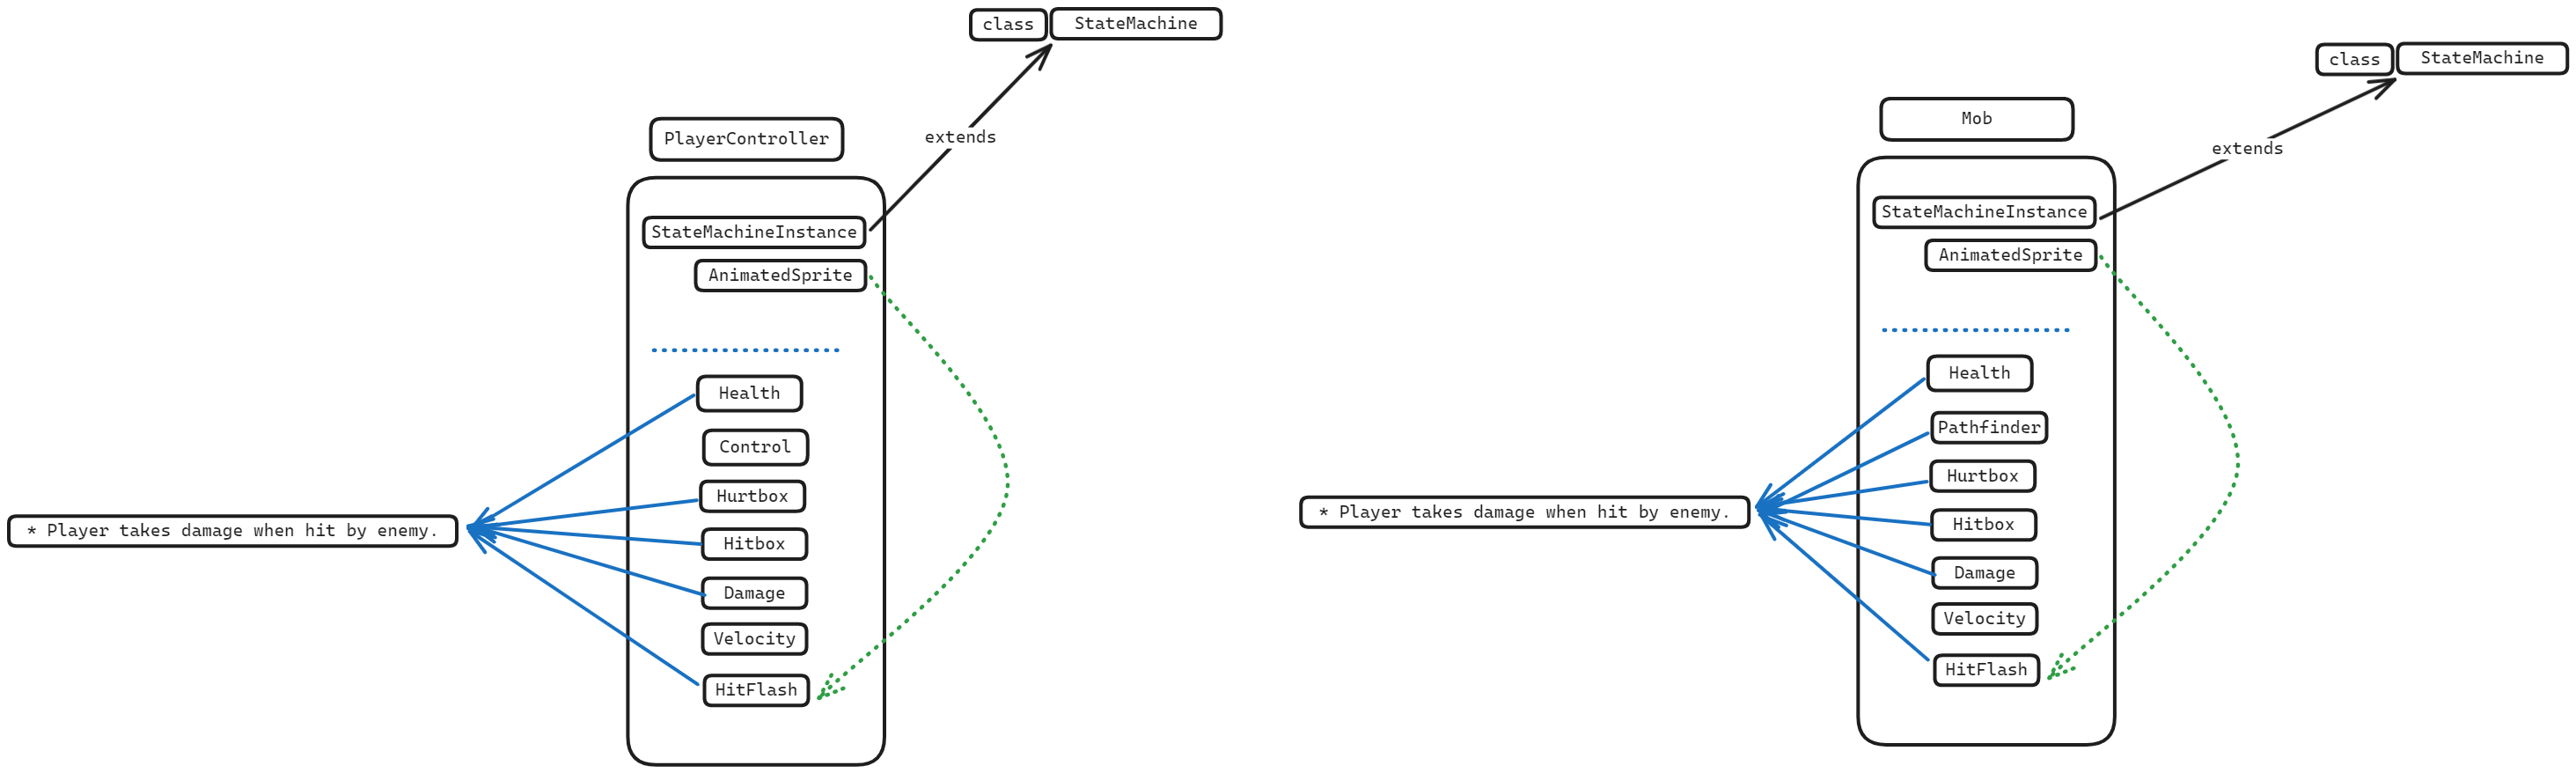 class
StateMachine
extends
PlayerController
StateMachineInstance
AnimatedSprite
Health
Control
Hurtbox
Hitbox
Damage
Velocity
HitFlash
* Player takes damage when hit by enemy.
class
StateMachine
extends
Mob
StateMachineInstance
AnimatedSprite
Health
Pathfinder
Hurtbox
Hitbox
Damage
Velocity
HitFlash
* Player takes damage when hit by enemy.